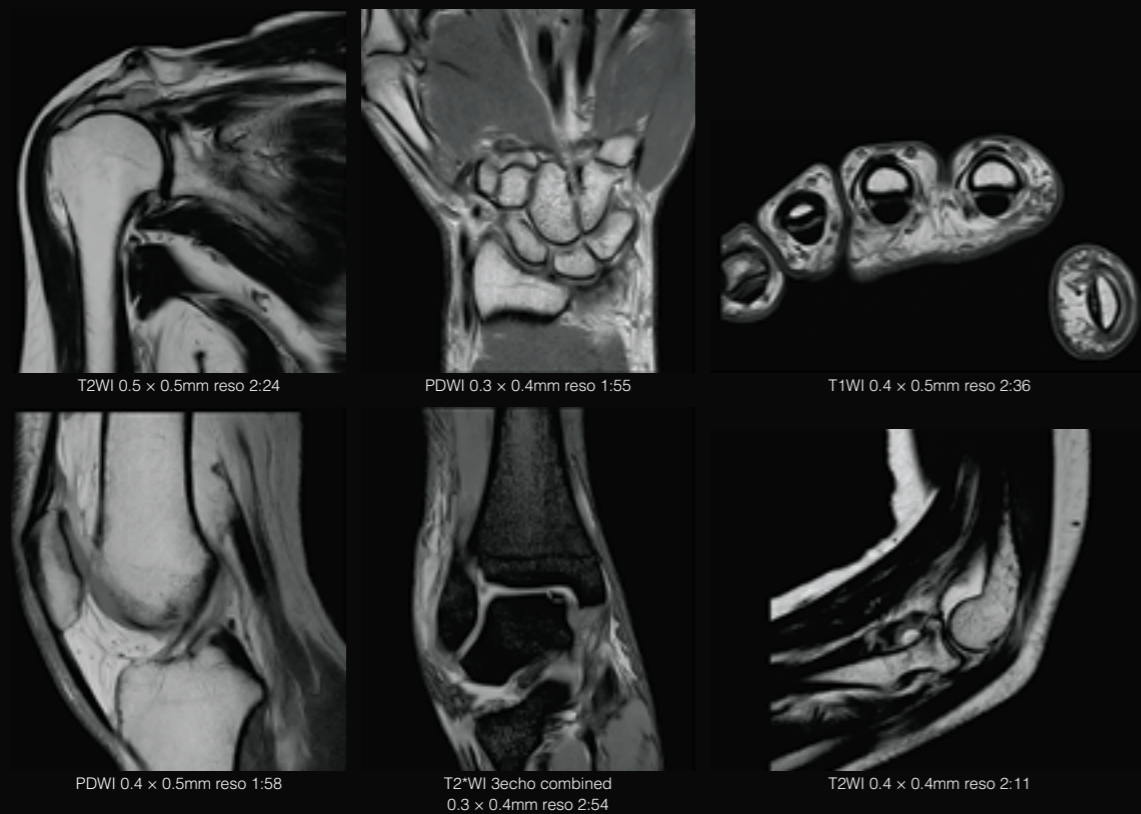 T2WI 0.5 × 0.5mm reso 2:24
PDWI 0.3 × 0.4mm reso 1:55
T1WI 0.4 × 0.5mm reso 2:36
PDWI 0.4 × 0.5mm reso 1:58
T2*WI 3echo combined
0.3 × 0.4mm reso 2:54
T2WI 0.4 × 0.4mm reso 2:11